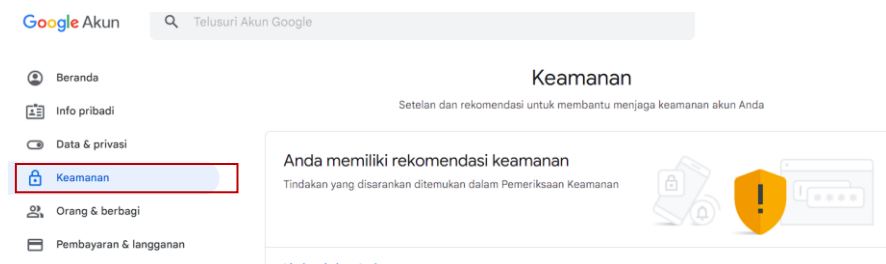 Google Akun
Telusuri Akun Google
Beranda
Info pribadi
Data & privasi
Keamanan
Orang & berbagi
Pembayaran & langganan
Keamanan
Setelan dan rekomendasi untuk membantu menjaga keamanan akun Anda
Anda memiliki rekomendasi keamanan
Tindakan yang disarankan ditemukan dalam Pemeriksaan Keamanan